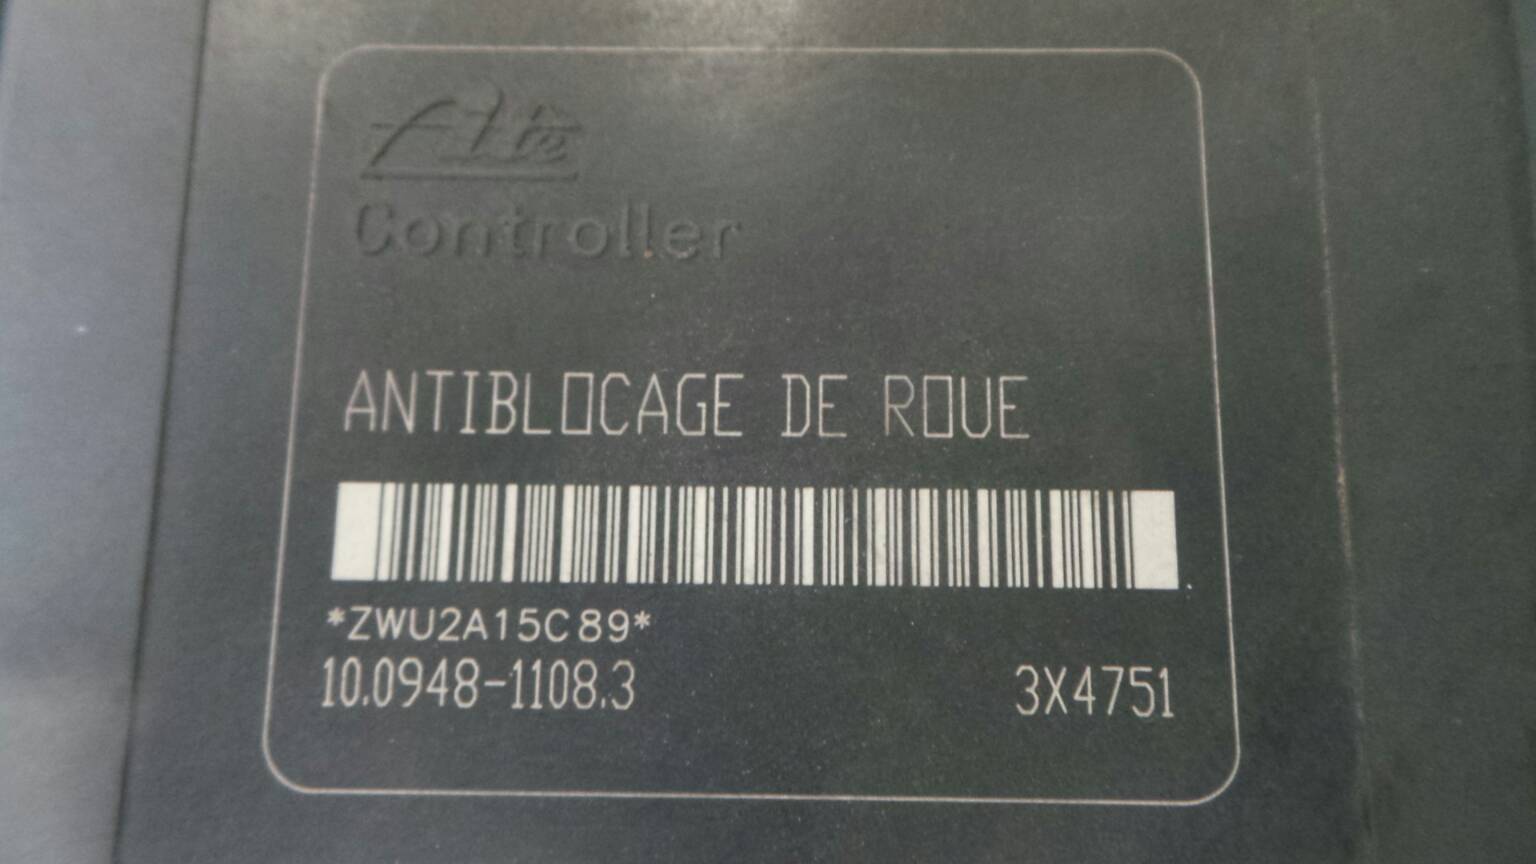 Ate
Controller
ANTIBLOCAGE DE ROUE
*ZWU2A15C89*
10.0948-1108.3 3X4751